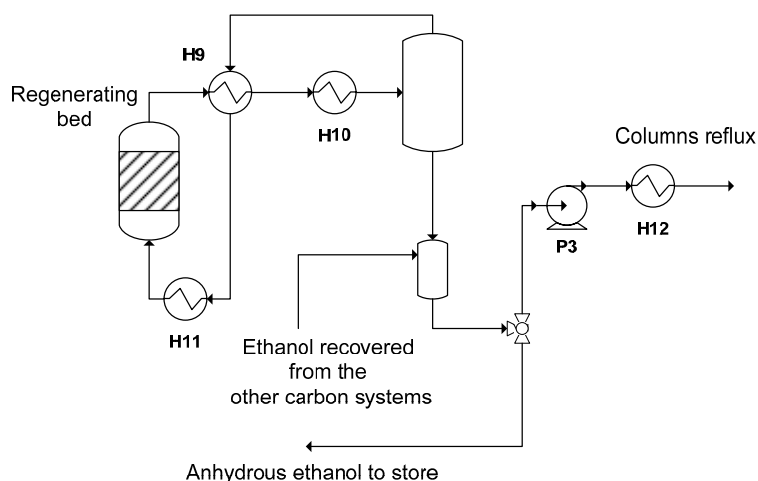 H9
Regenerating
bed
H10
Columns reflux
P3
H12
H11
Ethanol recovered
from the
other carbon systems
Anhydrous ethanol to store